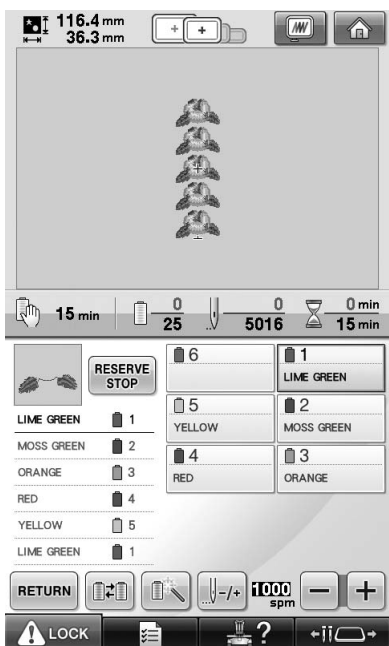 116.4 mm
36.3 mm
15 min
0
25
0
5016
0 min
15 min
RESERVE
STOP
LIME GREEN 1
MOSS GREEN 2
ORANGE 3
RED 4
YELLOW 5
LIME GREEN 1
6
1
LIME GREEN
5
YELLOW
2
MOSS GREEN
4
RED
3
ORANGE
RETURN
-/+
1000
spm
LOCK
?